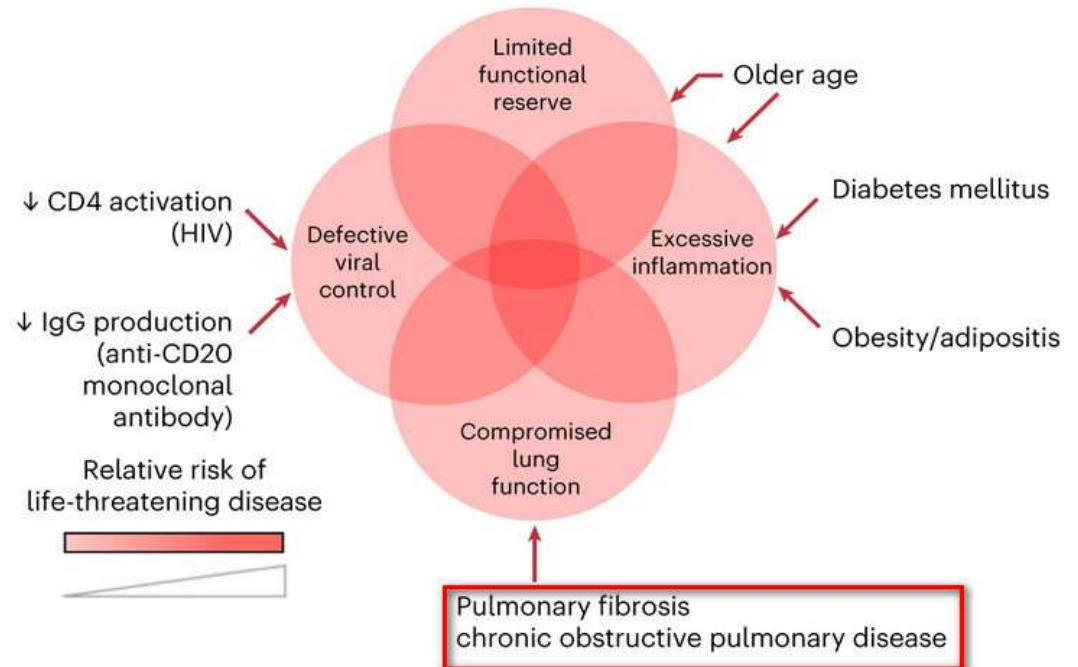 Limited
functional
reserve
Older age
Diabetes mellitus
Excessive
inflammation
Obesity/adipositis
↓ CD4 activation
(HIV)
Defective
viral
control
↓ IgG production
(anti-CD20
monoclonal
antibody)
Compromised
lung
function
Relative risk of
life-threatening disease
Pulmonary fibrosis
chronic obstructive pulmonary disease